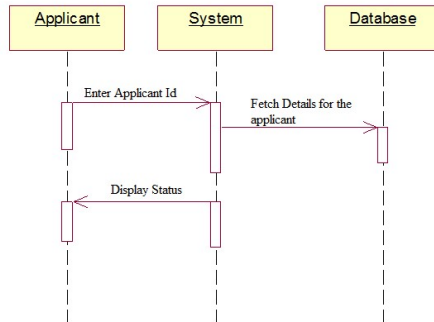 Applicant
System
Database
Enter Applicant Id
Fetch Details for the
applicant
Display Status